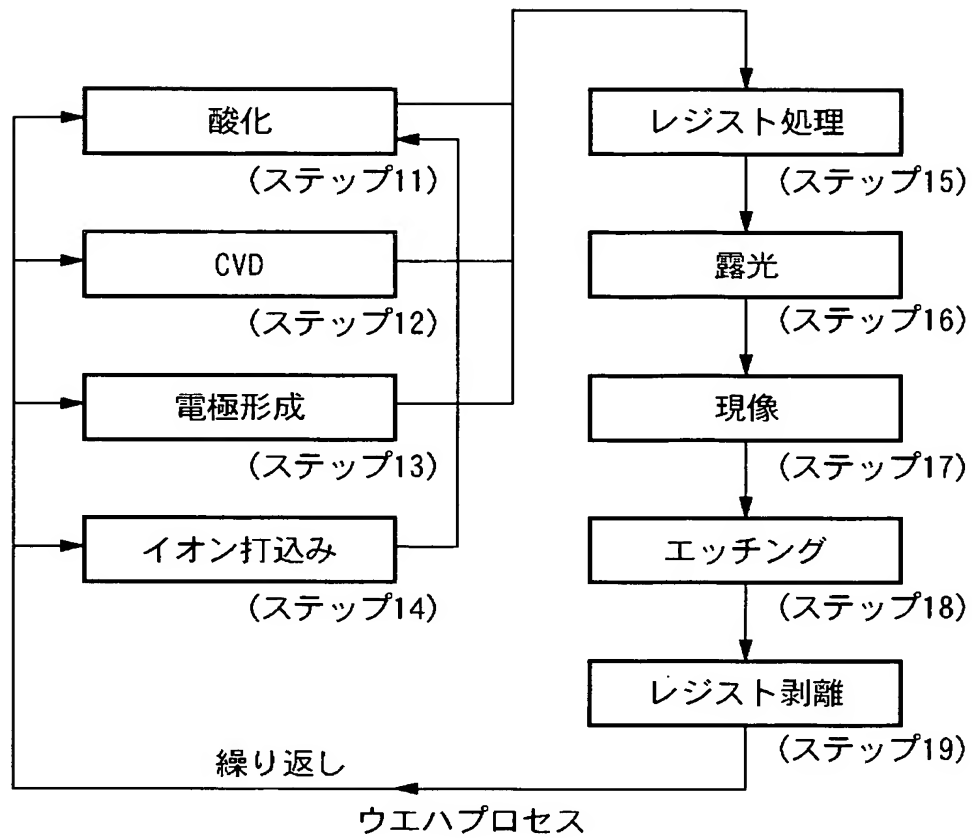 酸化
(ステップ11)
CVD
(ステップ12)
電極形成
(ステップ13)
イオン打込み
(ステップ14)
レジスト処理
(ステップ15)
露光
(ステップ16)
現像
(ステップ17)
エッチング
(ステップ18)
レジスト剥離
(ステップ19)
繰り返し
ウエハプロセス